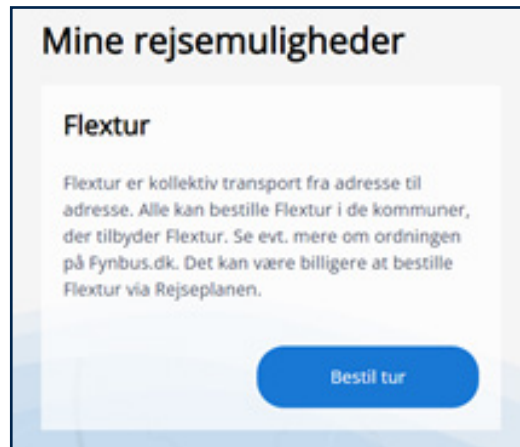 Mine rejsemuligheder
Flextur
Flextur er kollektiv transport fra adresse til
adresse. Alle kan bestille Flextur i de kommuner,
der tilbyder Flextur. Se evt. mere om ordningen
på Fynbus.dk. Det kan være billigere at bestille
Flextur via Rejseplanen.
Bestil tur